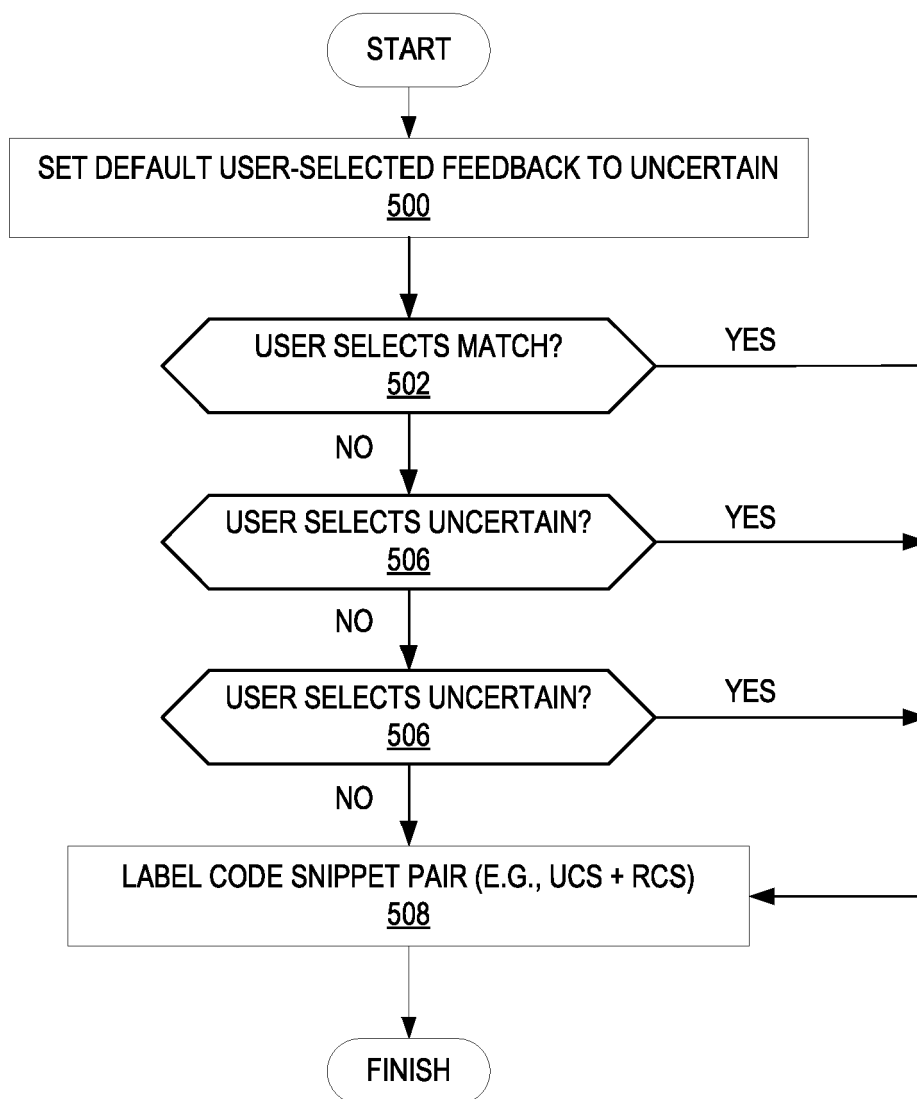 START
SET DEFAULT USER-SELECTED FEEDBACK TO UNCERTAIN
500
USER SELECTS MATCH?
502
YES
NO
USER SELECTS UNCERTAIN?
506
YES
NO
USER SELECTS UNCERTAIN?
506
YES
NO
LABEL CODE SNIPPET PAIR (E.G., UCS + RCS)
508
FINISH